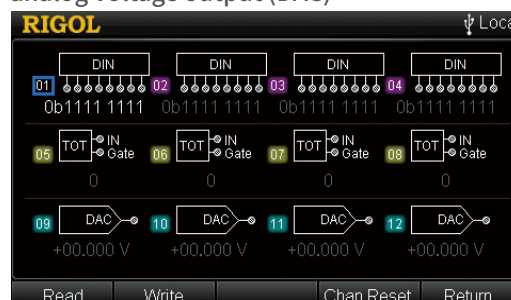 analog voltage output (DAC)
RIGOL Loca
DIN DIN DIN DIN
01 02 03 04
0b1111 1111 0b1111 1111 0b1111 1111 0b1111 1111
05 TOT IN Gate 06 TOT IN Gate 07 TOT IN Gate 08 TOT IN Gate
0 0 0 0
09 DAC 10 DAC 11 DAC 12 DAC
+00.000 V +00.000 V +00.000 V +00.000 V
Read Write Chan Reset Return